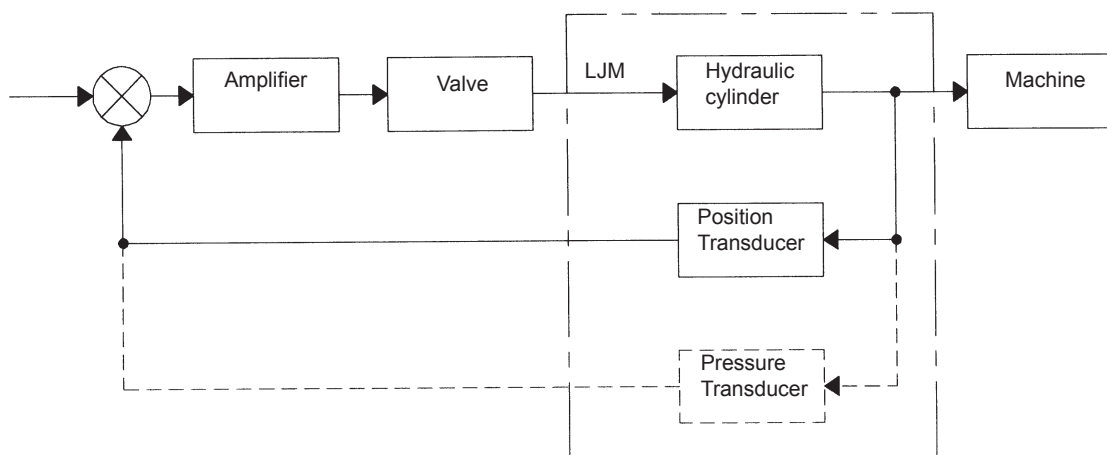 Amplifier
Valve
LJM
Hydraulic
cylinder
Machine
Position
Transducer
Pressure
Transducer